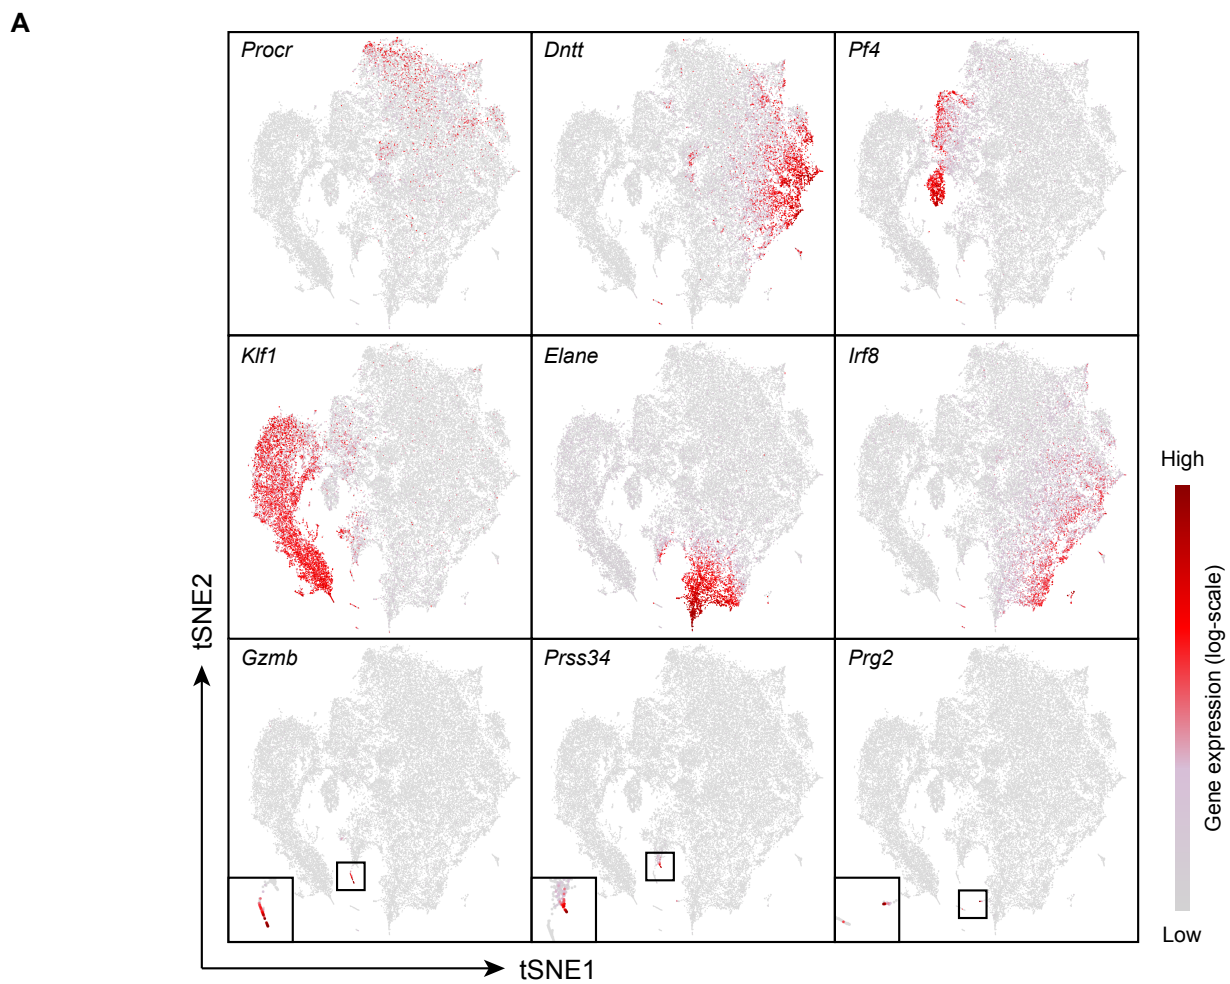 A
Procr
Dntt
Pf4
Klf1
Elane
Irf8
Gzmb
Prss34
Prg2
High
Gene expression (log-scale)
Low
tSNE2
tSNE1